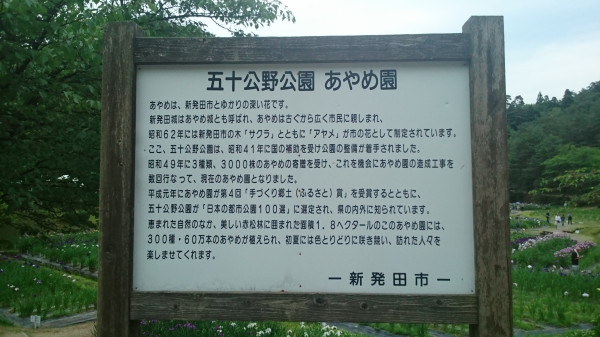 五十公野公園 あやめ園
あやめは、新発田市とゆかりの深い花です。
新発田城はあやめ城とも呼ばれ、あやめは古くから広く市民に親しまれ、
昭和62年には新発田市の木「サクラ」とともに「アヤメ」が市の花として制定されています。
ここ、五十公野公園は、昭和41年に国の補助を受け公園の整備が着手されました。
昭和49年に3種類、3000株のあやめの寄贈を受け、これを機会にあやめ園の造成工事を
数回行なって、現在のあやめ園となりました。
平成元年にあやめ園が第4回「手づくり郷土(ふるさと)賞」を受賞するとともに、
五十公野公園が「日本の都市公園100選」に選定され、県の内外に知られています。
恵まれた自然のなか、美しい赤松林に囲まれた面積1.8ヘクタールのこのあやめ園には、
300種・60万本のあやめが植えられ、初夏には色とりどりに咲き競い、訪れた人々を
楽しませてくれます。
ー新発田市ー